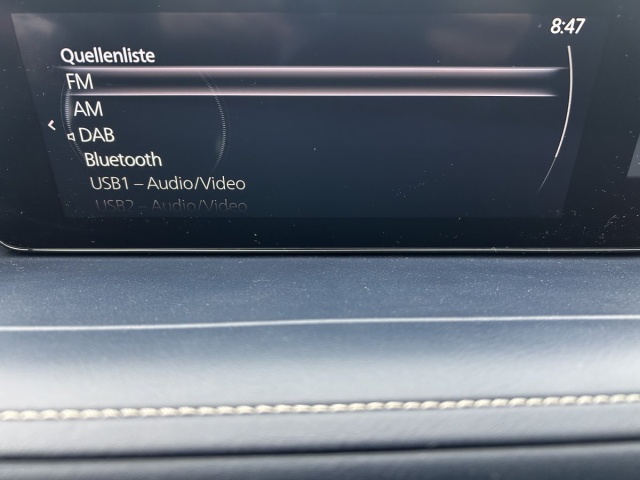 8:47
Quellenliste
FM
AM
DAB
Bluetooth
USB1 – Audio/Video
USB2 – Audio/Video